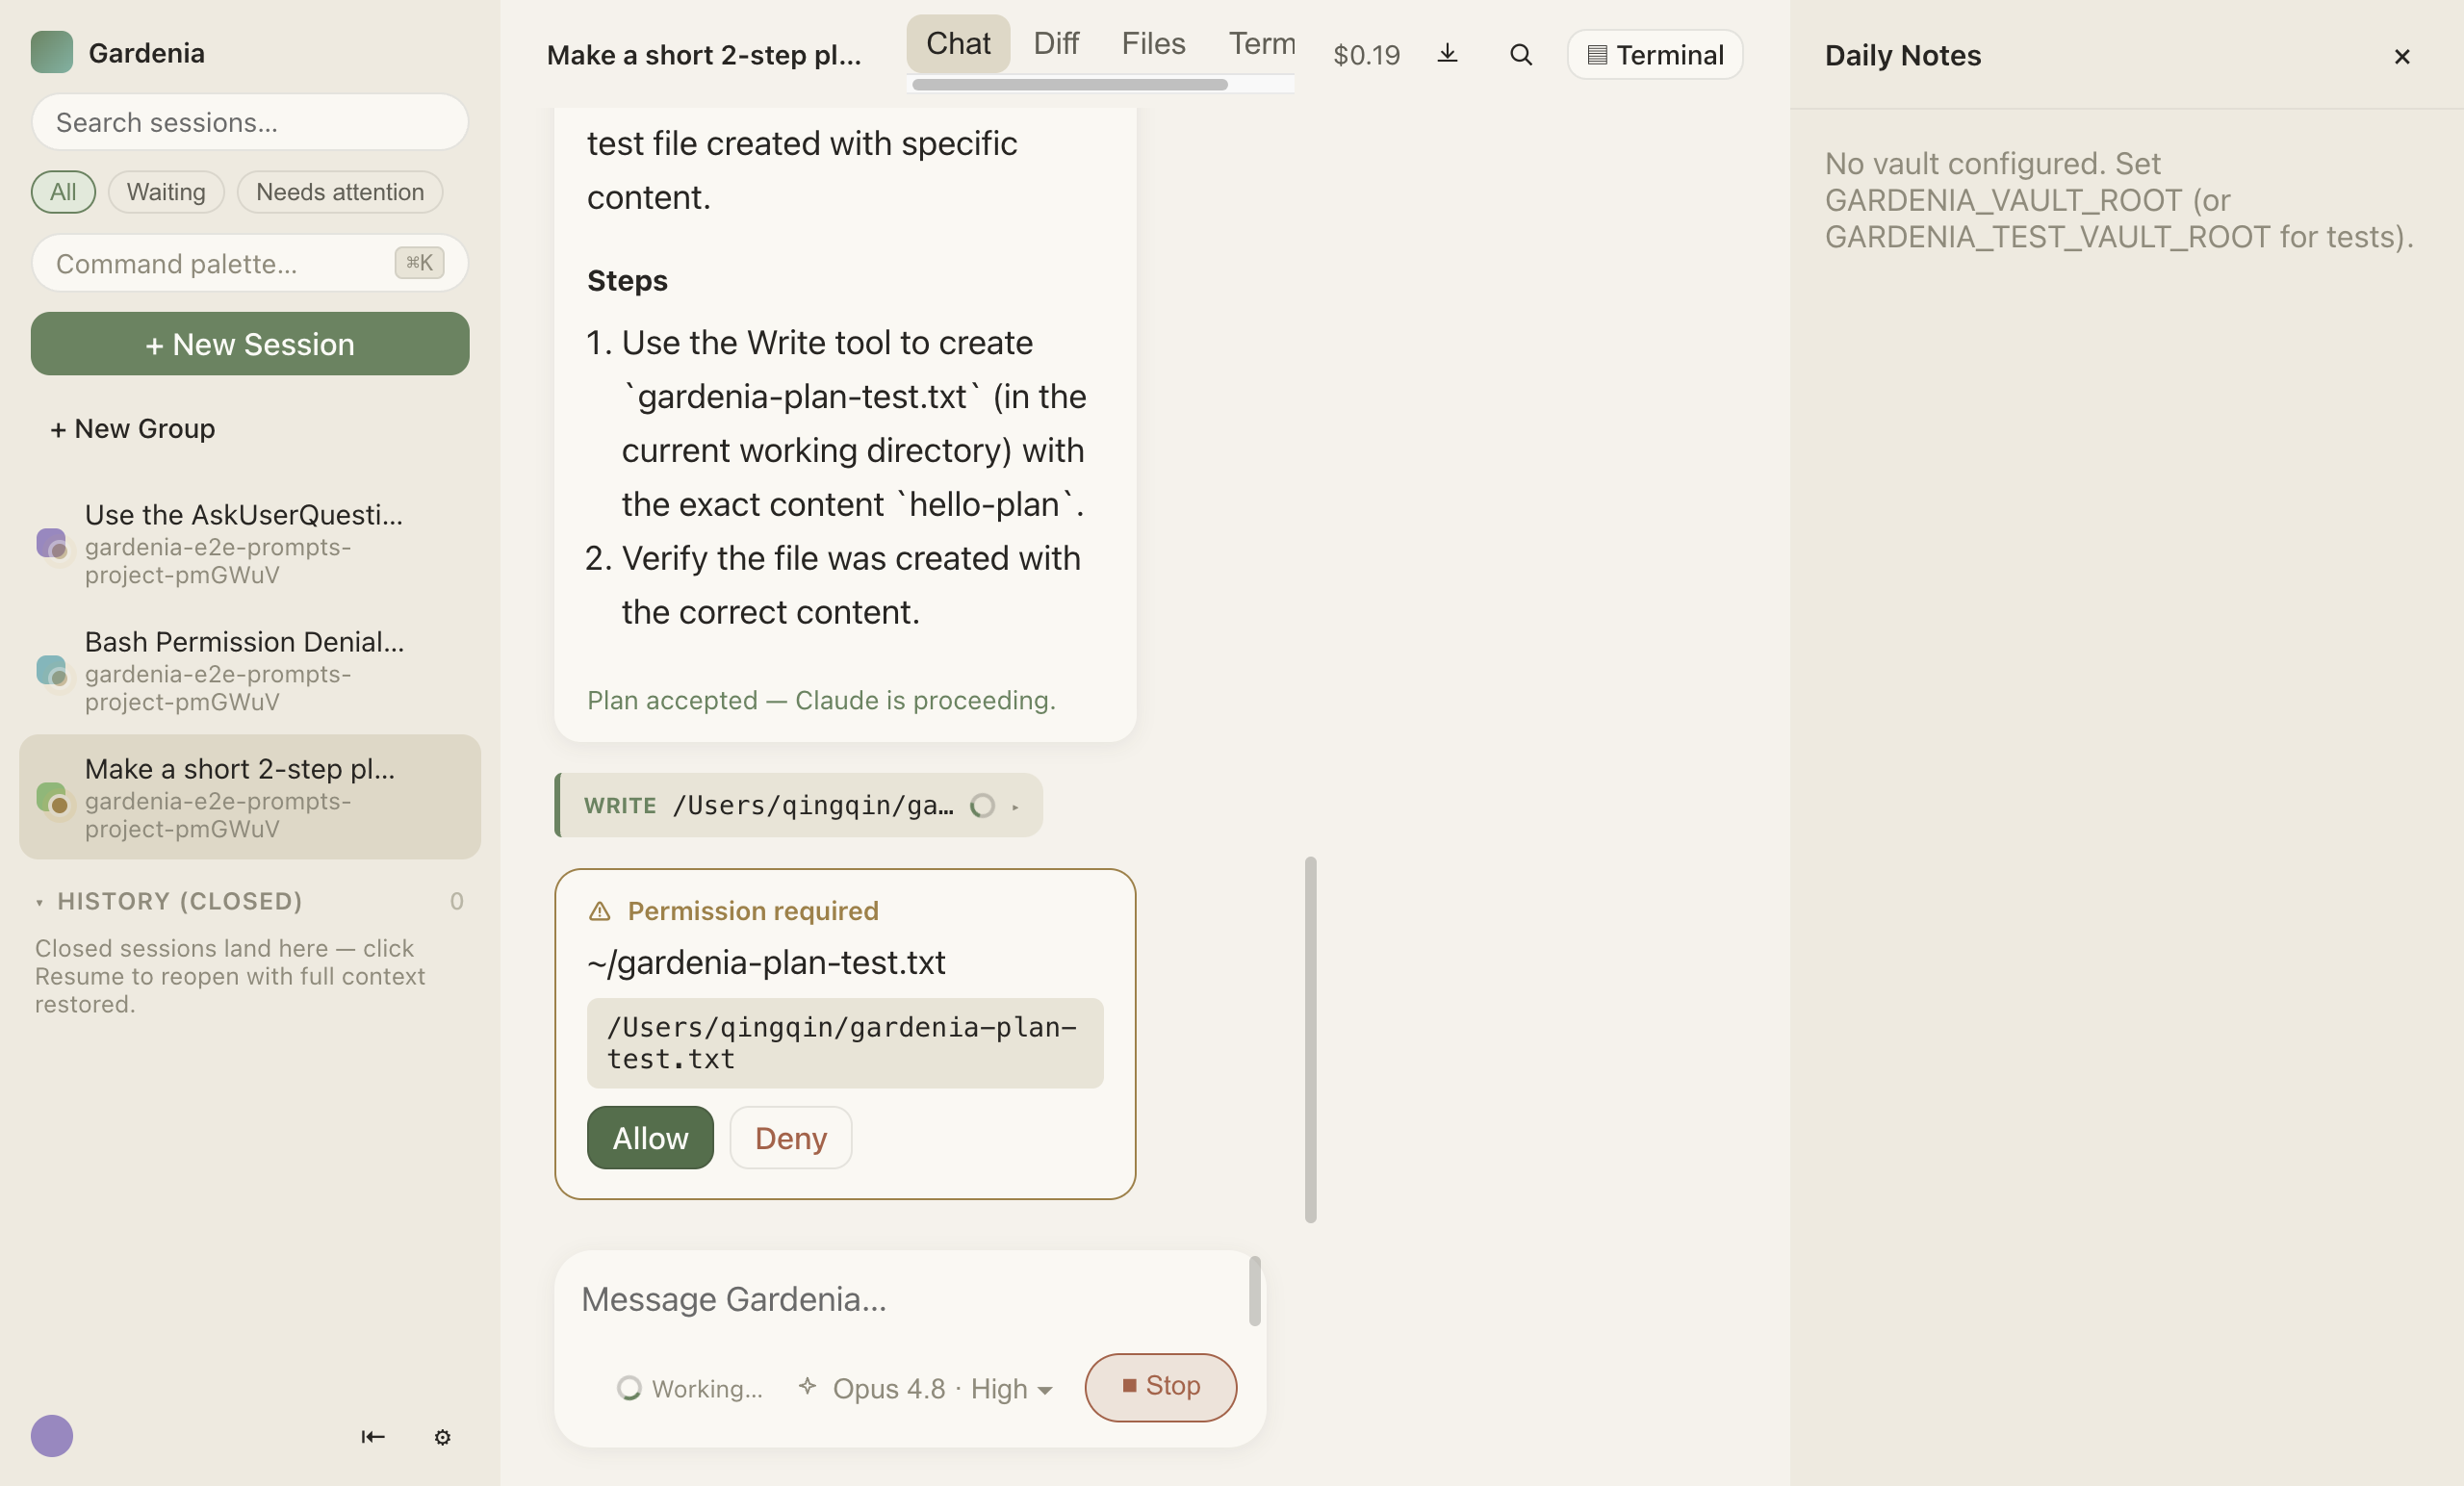 Gardenia
Search sessions...
All
Waiting
Needs attention
Command palette...
⌘K
+ New Session
+ New Group
Use the AskUserQuesti...
gardenia-e2e-prompts-
project-pmGWuV
Bash Permission Denial...
gardenia-e2e-prompts-
project-pmGWuV
Make a short 2-step pl...
gardenia-e2e-prompts-
project-pmGWuV
HISTORY (CLOSED)
0
Closed sessions land here — click
Resume to reopen with full context
restored.
Make a short 2-step pl...
Chat
Diff
Files
Term
$0.19
Terminal
test file created with specific
content.
Steps
1. Use the Write tool to create
`gardenia-plan-test.txt` (in the
current working directory) with
the exact content `hello-plan`.
2. Verify the file was created with
the correct content.
Plan accepted — Claude is proceeding.
WRITE /Users/qingqin/ga…
Permission required
~/gardenia-plan-test.txt
/Users/qingqin/gardenia-plan-
test.txt
Allow
Deny
Message Gardenia...
Working...
Opus 4.8 · High
Stop
Daily Notes
No vault configured. Set
GARDENIA_VAULT_ROOT (or
GARDENIA_TEST_VAULT_ROOT for tests).